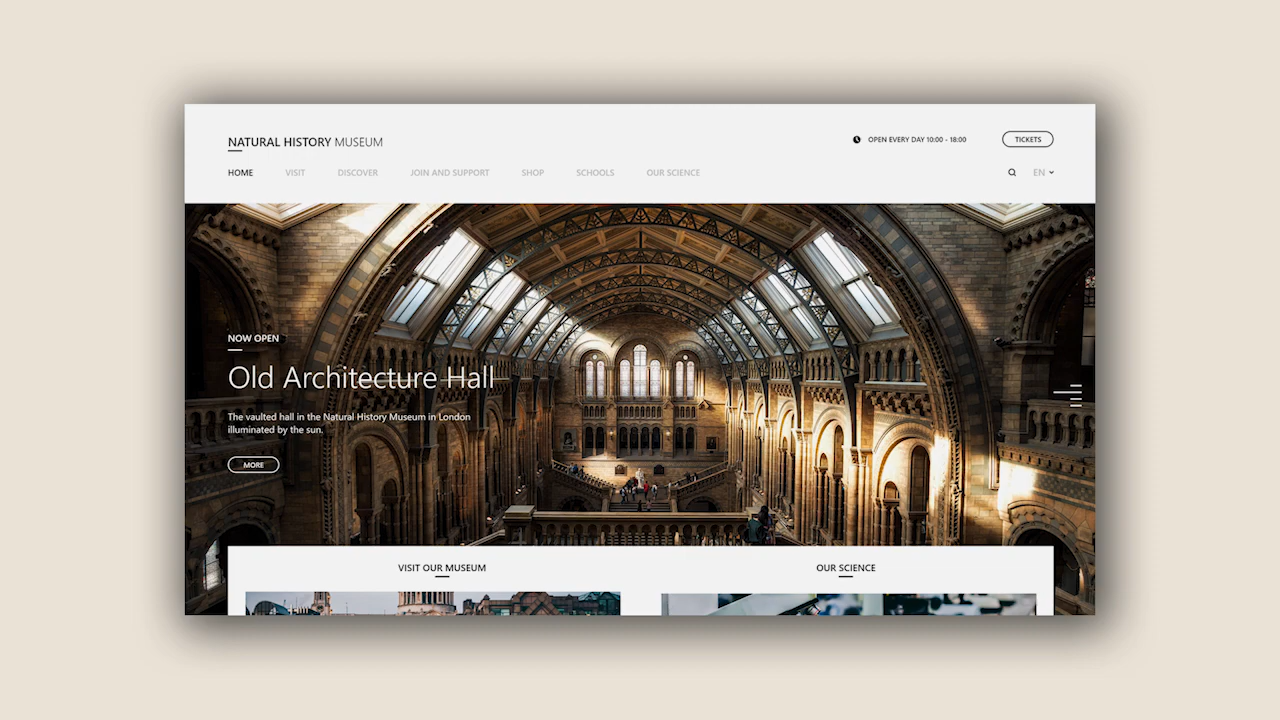 NATURAL HISTORY MUSEUM
OPEN EVERY DAY 10:00 - 18:00
TICKETS
HOME
VISIT
DISCOVER
JOIN AND SUPPORT
SHOP
SCHOOLS
OUR SCIENCE
EN
NOW OPEN
Old Architecture Hall
The vaulted hall in the Natural History Museum in London
illuminated by the sun.
MORE
VISIT OUR MUSEUM
OUR SCIENCE